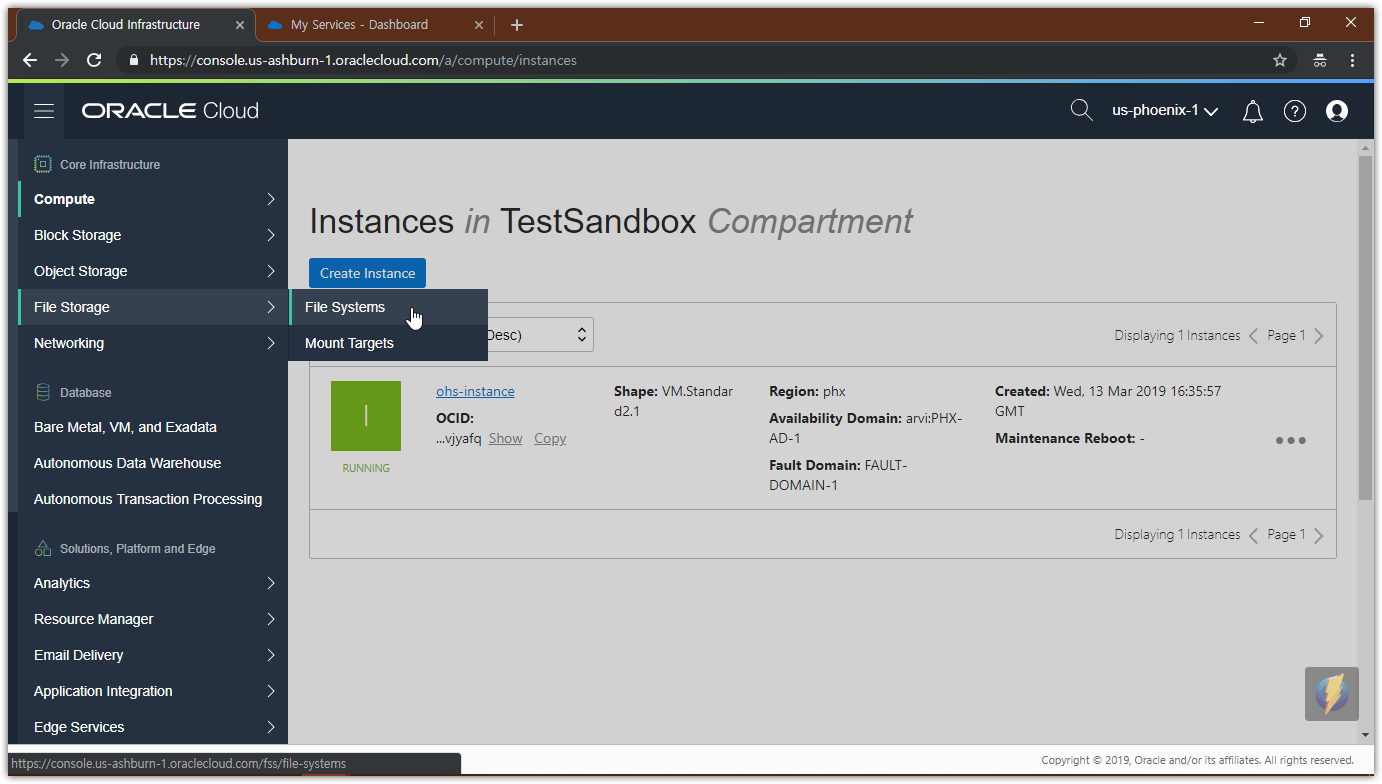 Oracle Cloud Infrastructure
My Services - Dashboard
https://console.us-ashburn-1.oraclecloud.com/a/compute/instances
ORACLE Cloud
us-phoenix-1
Core Infrastructure
Compute
Block Storage
Object Storage
File Storage
Networking
File Systems
Mount Targets
Database
Bare Metal, VM, and Exadata
Autonomous Data Warehouse
Autonomous Transaction Processing
Solutions, Platform and Edge
Analytics
Resource Manager
Email Delivery
Application Integration
Edge Services
Instances in TestSandbox Compartment
Create Instance
Desc)
Displaying 1 Instances Page 1
I
RUNNING
ohs-instance
OCID:
...vjyafq Show Copy
Shape: VM.Standar
d2.1
Region: phx
Availability Domain: arvi:PHX-
AD-1
Fault Domain: FAULT-
DOMAIN-1
Created: Wed, 13 Mar 2019 16:35:57
GMT
Maintenance Reboot: -
Displaying 1 Instances Page 1
https://console.us-ashburn-1.oraclecloud.com/fss/file-systems
Copyright © 2019, Oracle and/or its affiliates. All rights reserved.